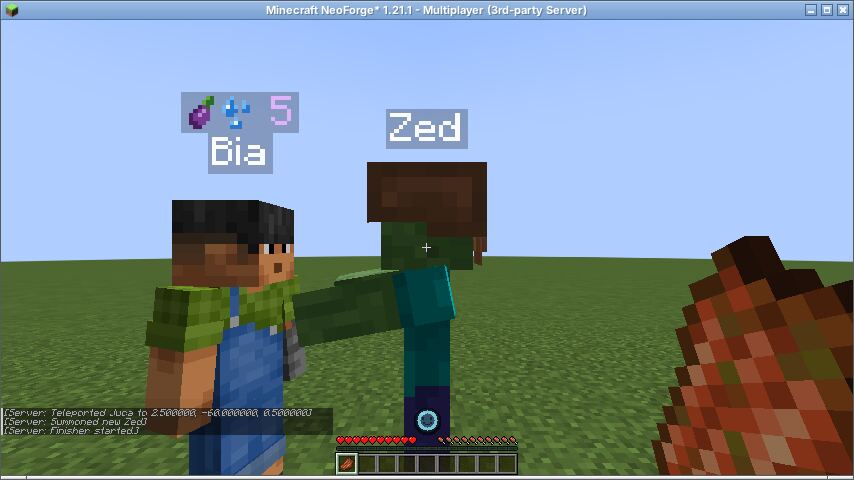 Minecraft NeoForge* 1.21.1 - Multiplayer (3rd-party Server)
5
Bia
Zed
[Server: Teleported Juca to 2.500000, -60.000000, 0.500000]
[Server: Summoned new Zed]
[Server: Finisher started]